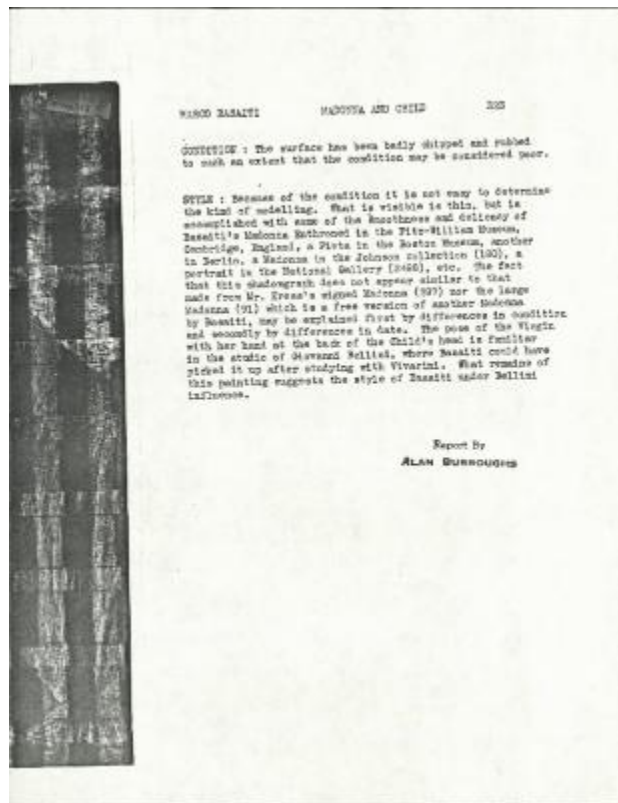 MARCO BASAITI MADONNA AND CHILD
CONDITION : The surface has been badly chipped and rubbed
to such an extent that the condition may be considered poor.
STYLE : Because of the condition it is not easy to determine
the kind of modelling. What is visible is thin, but is
accomplished with some of the smoothness and delicacy of
Basaiti's Madonna Enthroned in the Fitz-William Museum,
Cambridge, England, a Pieta in the Boston Museum, another
in Berlin, a Madonna in the Johnson collection (180), a
portrait in the National Gallery, etc. The fact
that this shadowgraph does not appear similar to that
made from Mr. Kress's signed Madonna nor the large
Madonna (91) which is a free version of another Madonna
by Basaiti, may be explained first by differences in condition
and secondly by differences in date. The pose of the Virgin
with her hand at the back of the Child's head is familiar
in the studio of Giovanni Bellini, where Basaiti could have
picked it up after studying with Vivarini. What remains of
this painting suggests the style of Basaiti under Bellini
influence.
Report By
ALAN BURROUGHS